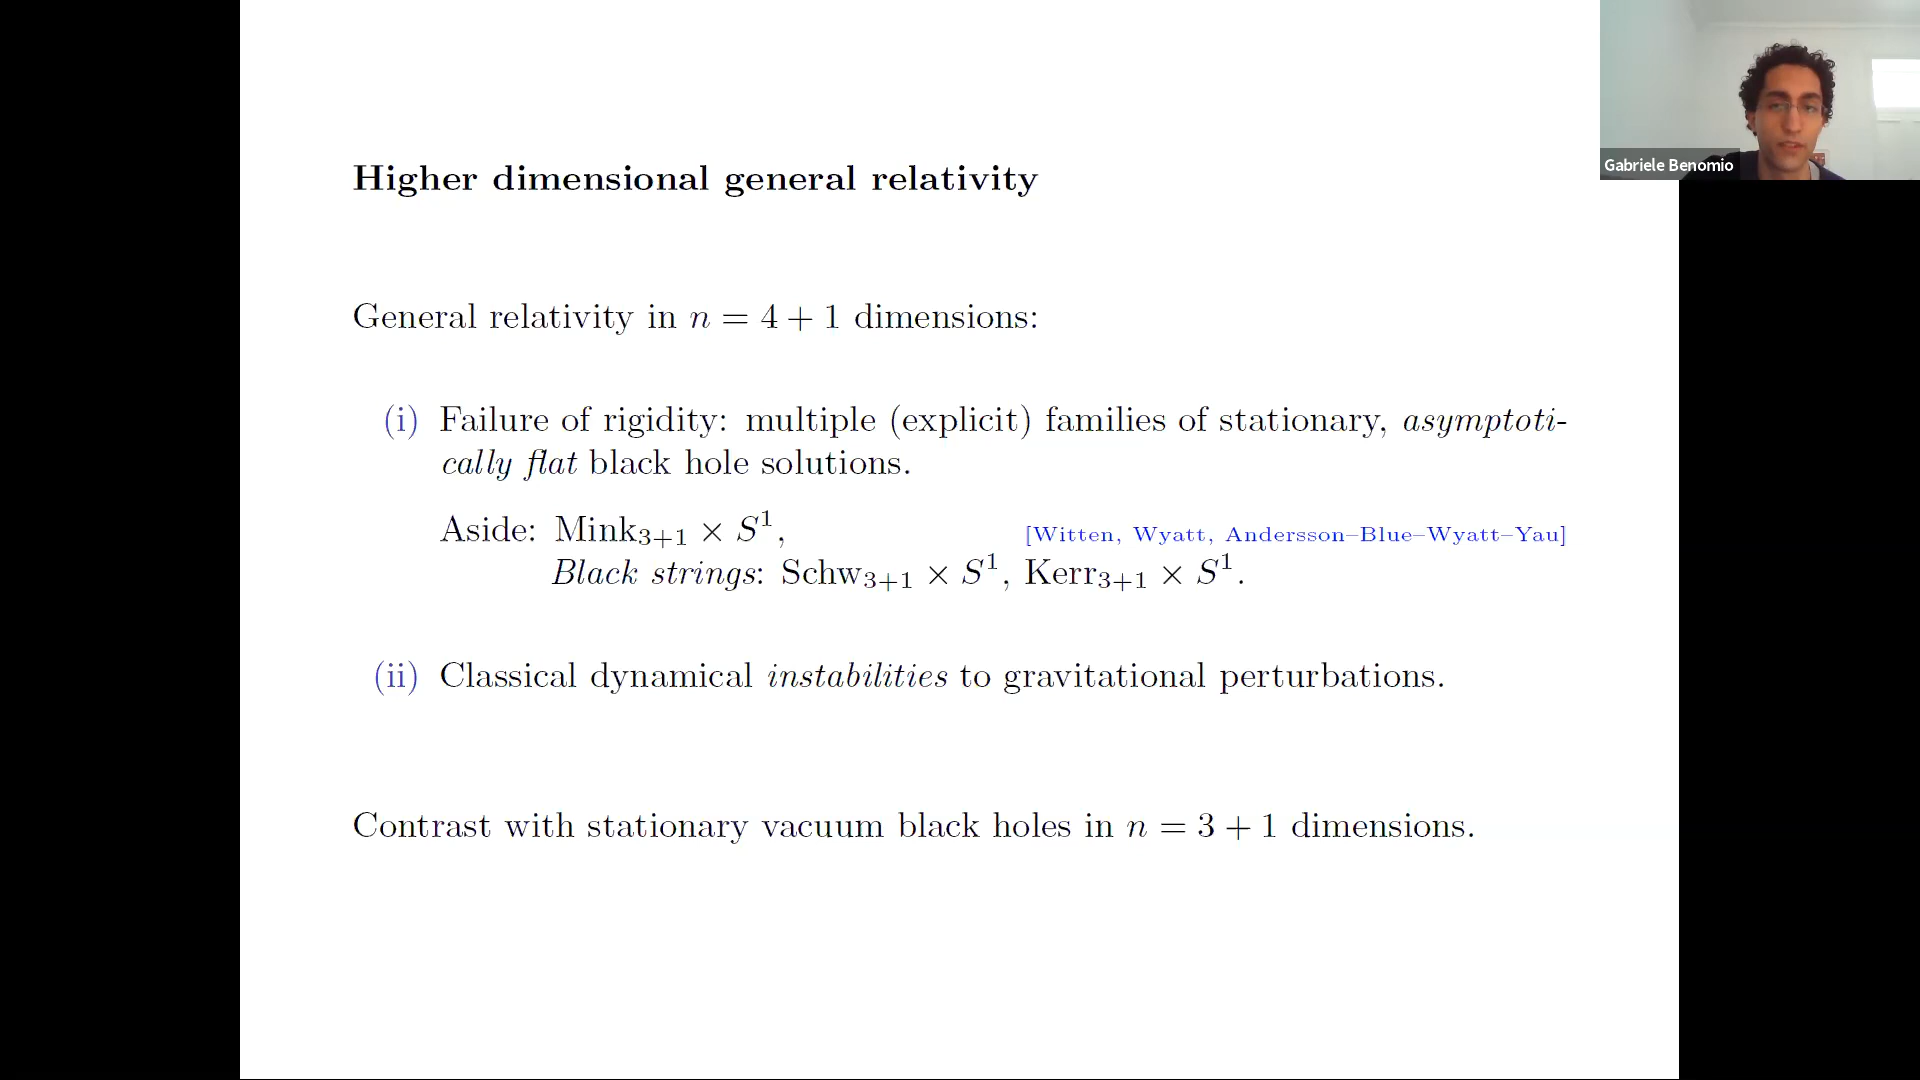 Gabriele Benomio
Higher dimensional general relativity
General relativity in n = 4 + 1 dimensions:
(i) Failure of rigidity: multiple (explicit) families of stationary, asymptoti-
cally flat black hole solutions.
Aside: Mink₃₊₁ × S¹, [Witten, Wyatt, Andersson–Blue–Wyatt–Yau]
Black strings: Schw₃₊₁ × S¹, Kerr₃₊₁ × S¹.
(ii) Classical dynamical instabilities to gravitational perturbations.
Contrast with stationary vacuum black holes in n = 3 + 1 dimensions.